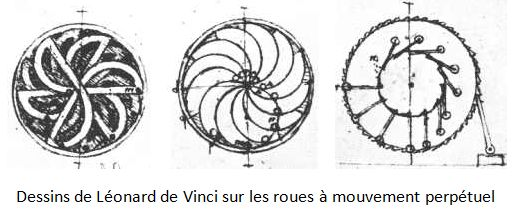 Dessins de Léonard de Vinci sur les roues à mouvement perpétuel